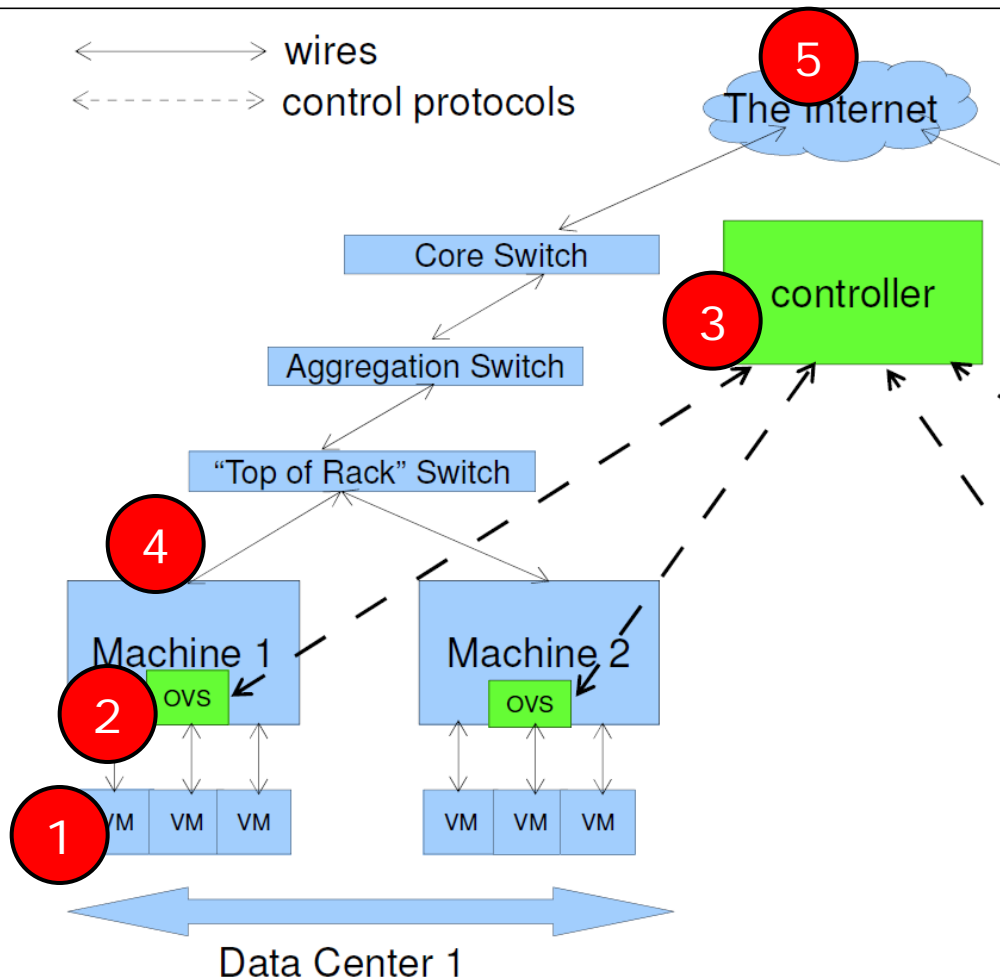 wires
control protocols
5
The Internet
Core Switch
controller
3
Aggregation Switch
“Top of Rack” Switch
4
Machine 1
Machine 2
OVS
OVS
2
1
VM
VM
VM
VM
VM
VM
Data Center 1